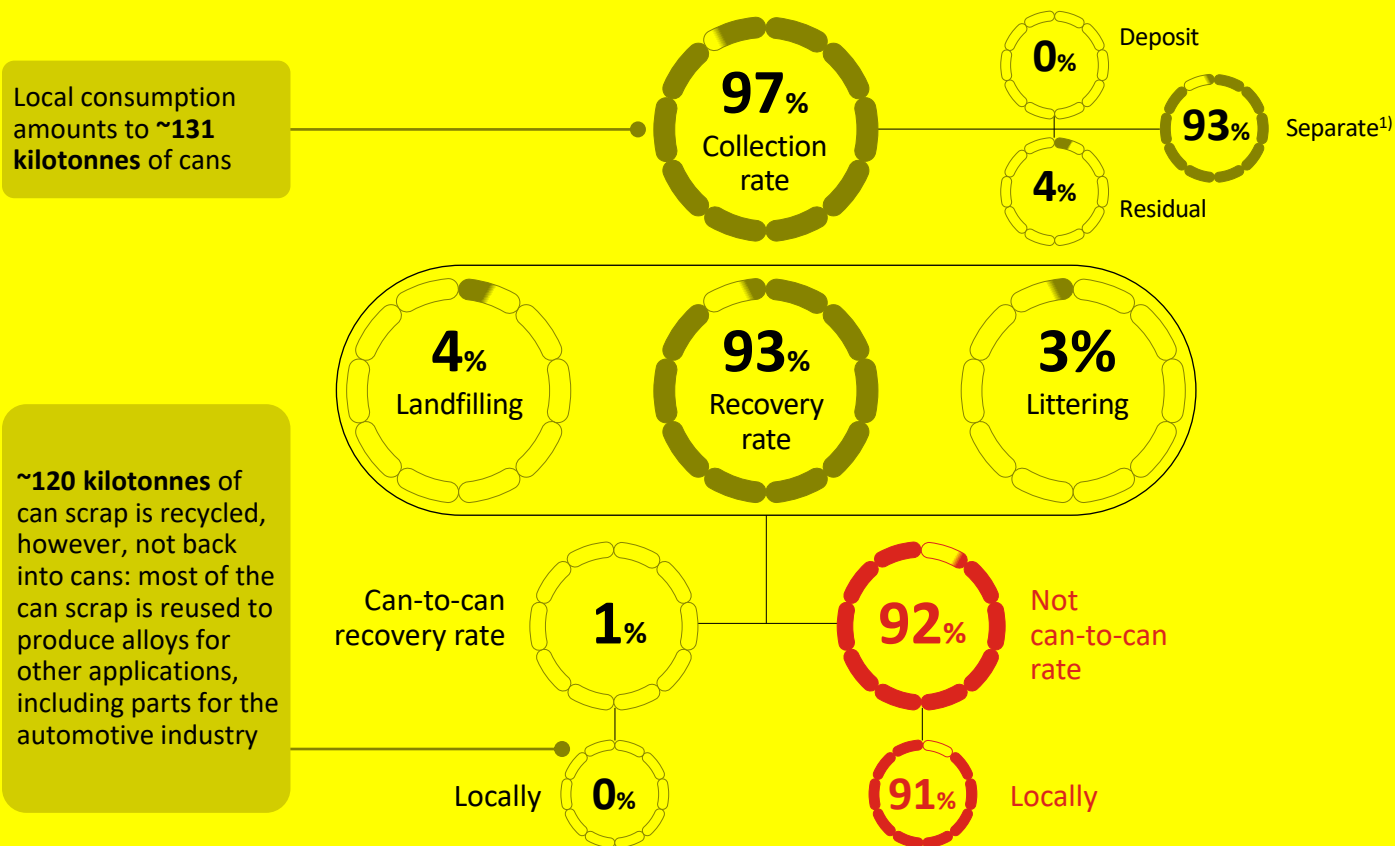 Local consumption
amounts to ~131
kilotonnes of cans
97%
Collection
rate
0%
Deposit
93%
Separate1)
4%
Residual
4%
Landfilling
93%
Recovery
rate
3%
Littering
~120 kilotonnes of
can scrap is recycled,
however, not back
into cans: most of the
can scrap is reused to
produce alloys for
other applications,
including parts for the
automotive industry
Can-to-can
recovery rate
1%
92%
Not
can-to-can
rate
Locally
0%
91%
Locally